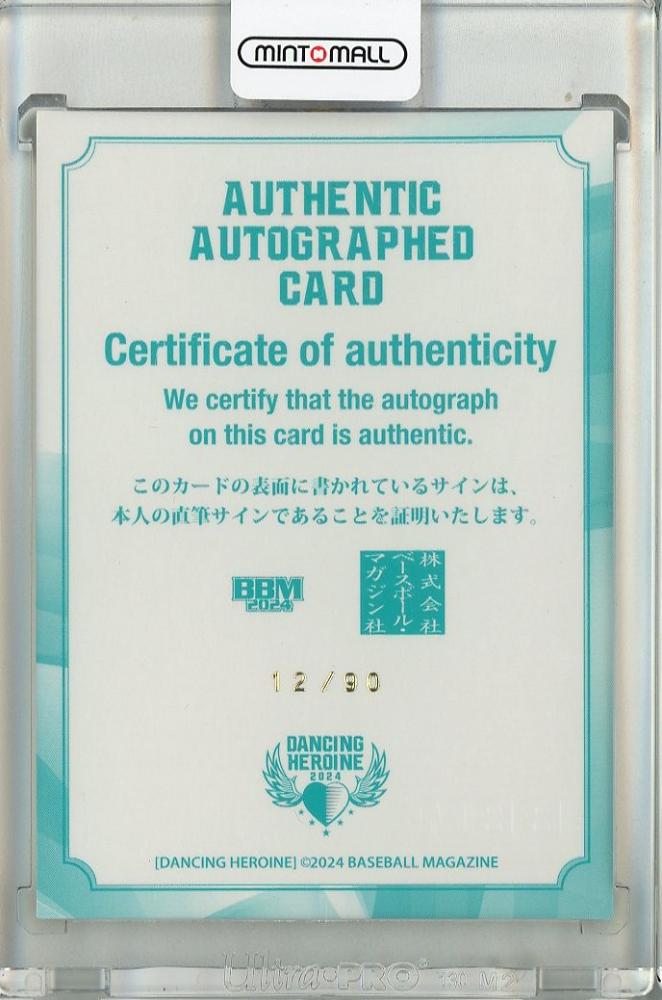 MINTMALL
AUTHENTIC
AUTOGRAPHED
CARD
Certificate of authenticity
We certify that the autograph
on this card is authentic.
このカードの表面に書かれているサインは、
本人の直筆サインであることを証明いたします。
BBM
2024
株式会社
ベースボール・
マガジン社
12/90
DANCING
HEROINE
2024
[DANCING HEROINE] ©2024 BASEBALL MAGAZINE
Ultra•PRO® 130